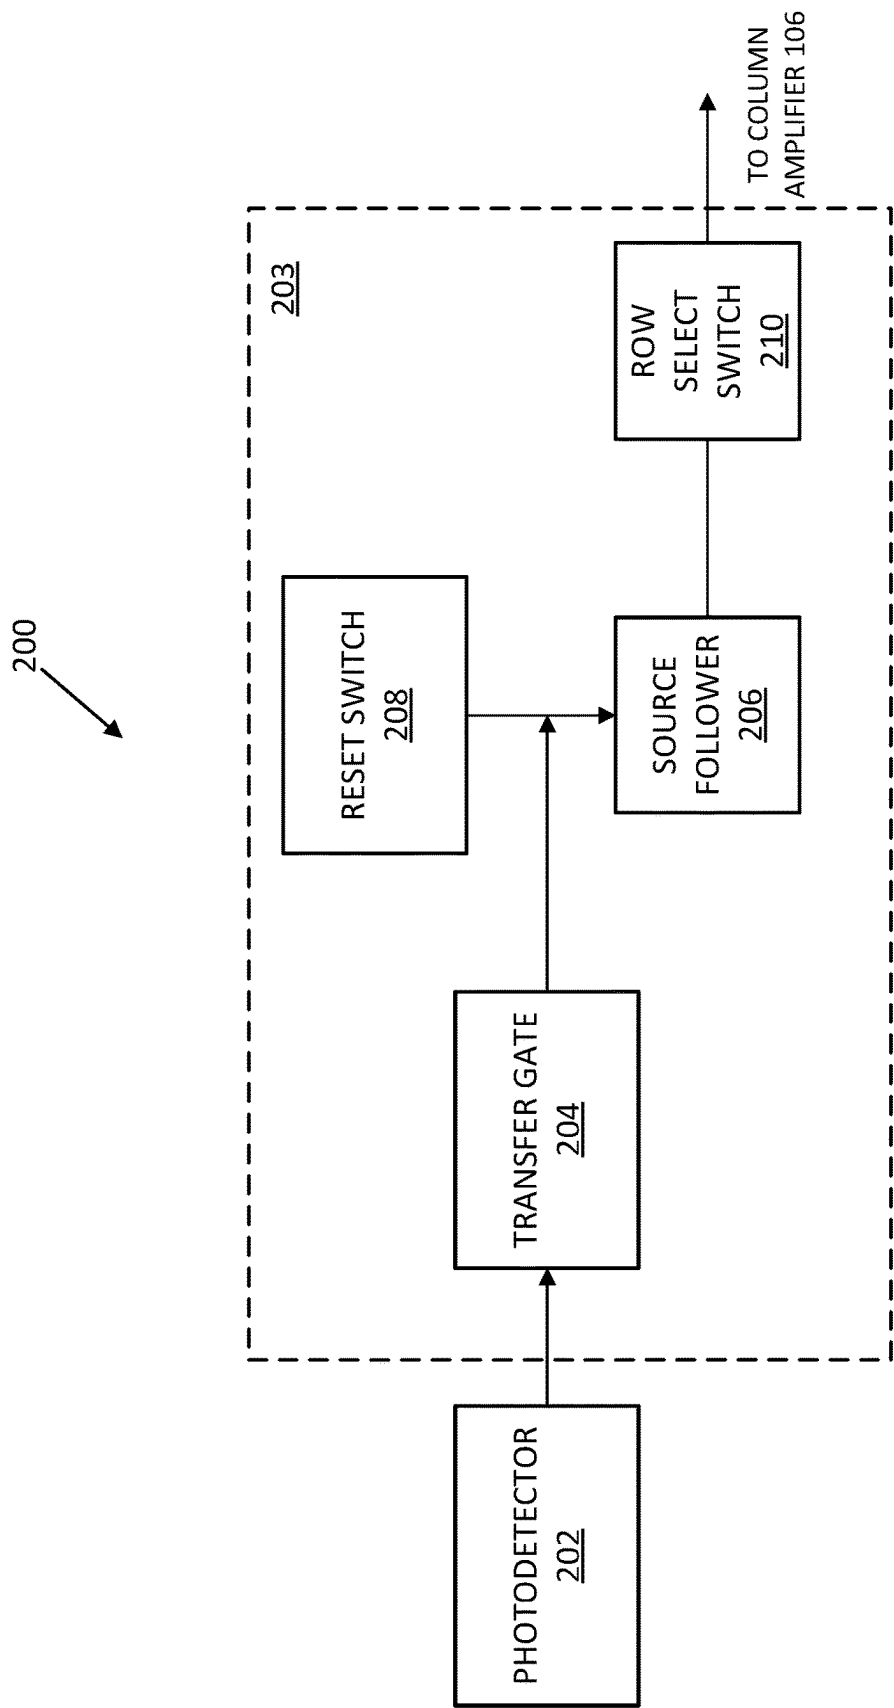 200
203
RESET SWITCH
208
PHOTODETECTOR
202
TRANSFER GATE
204
SOURCE
FOLLOWER
206
ROW
SELECT
SWITCH
210
TO COLUMN
AMPLIFIER 106